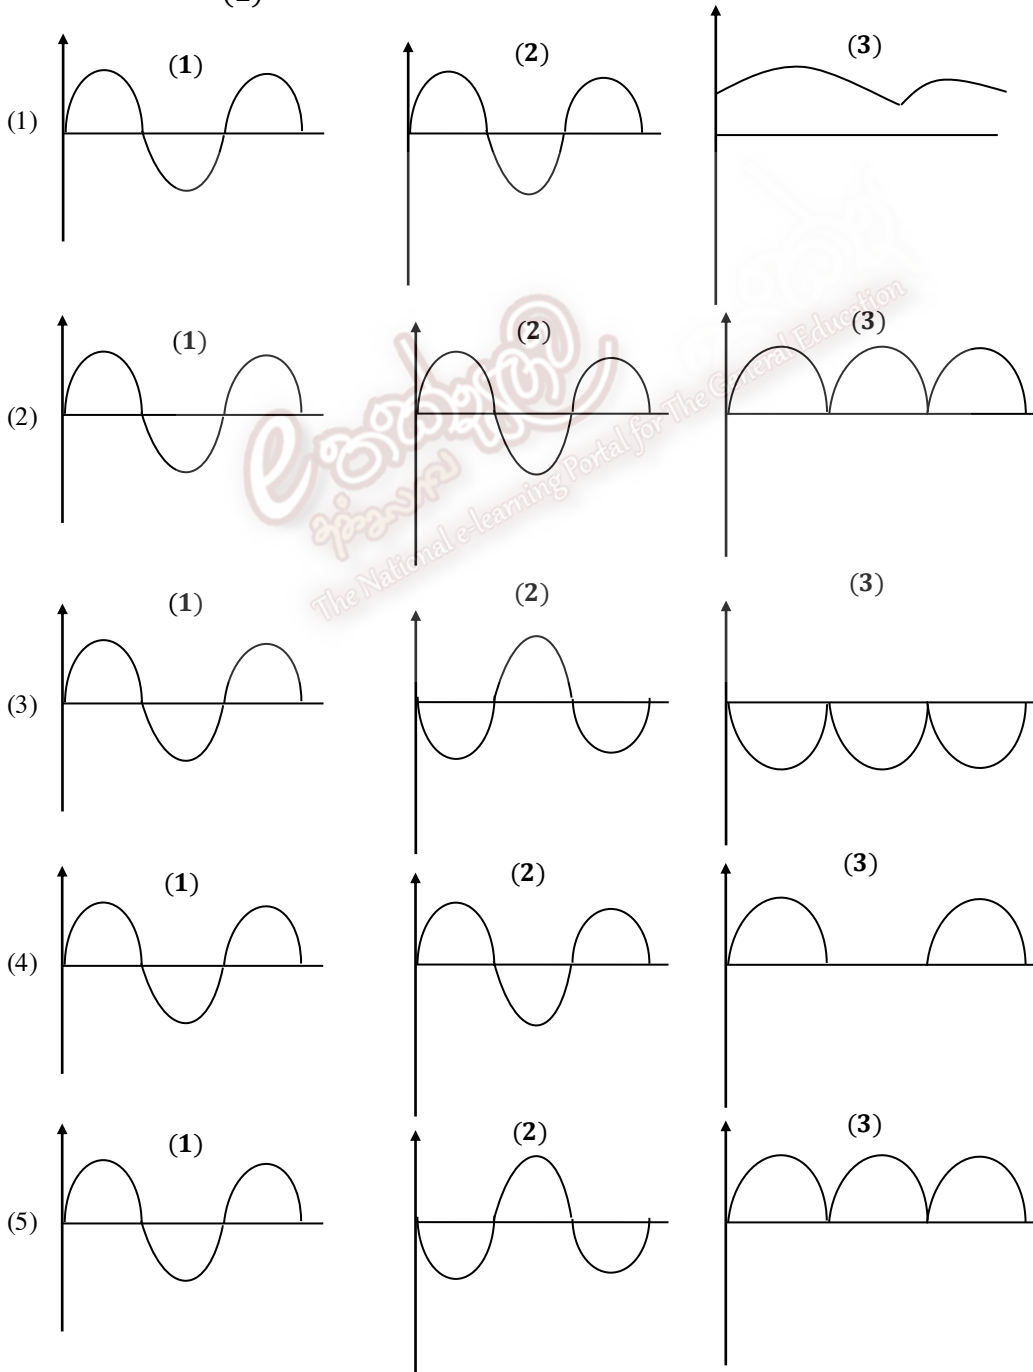 (1) (2) (3)
(1)
(1) (2) (3)
(2)
The National e-learning Portal for The General Education
(1) (2) (3)
(3)
(1) (2) (3)
(4)
(1) (2) (3)
(5)